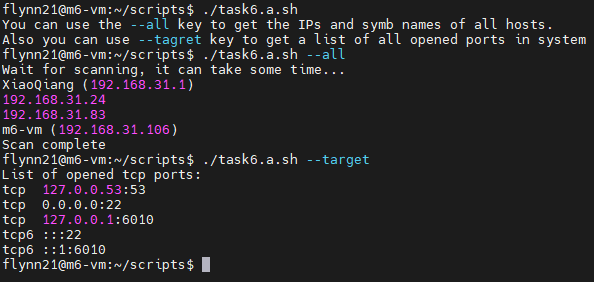 flynn21@m6-vm:~/scripts$ ./task6.a.sh
You can use the --all key to get the IPs and symb names of all hosts.
Also you can use --tagret key to get a list of all opened ports in system
flynn21@m6-vm:~/scripts$ ./task6.a.sh --all
Wait for scanning, it can take some time...
XiaoQiang (192.168.31.1)
192.168.31.24
192.168.31.83
m6-vm (192.168.31.106)
Scan complete
flynn21@m6-vm:~/scripts$ ./task6.a.sh --target
List of opened tcp ports:
tcp  127.0.0.53:53
tcp  0.0.0.0:22
tcp  127.0.0.1:6010
tcp6 :::22
tcp6 ::1:6010
flynn21@m6-vm:~/scripts$